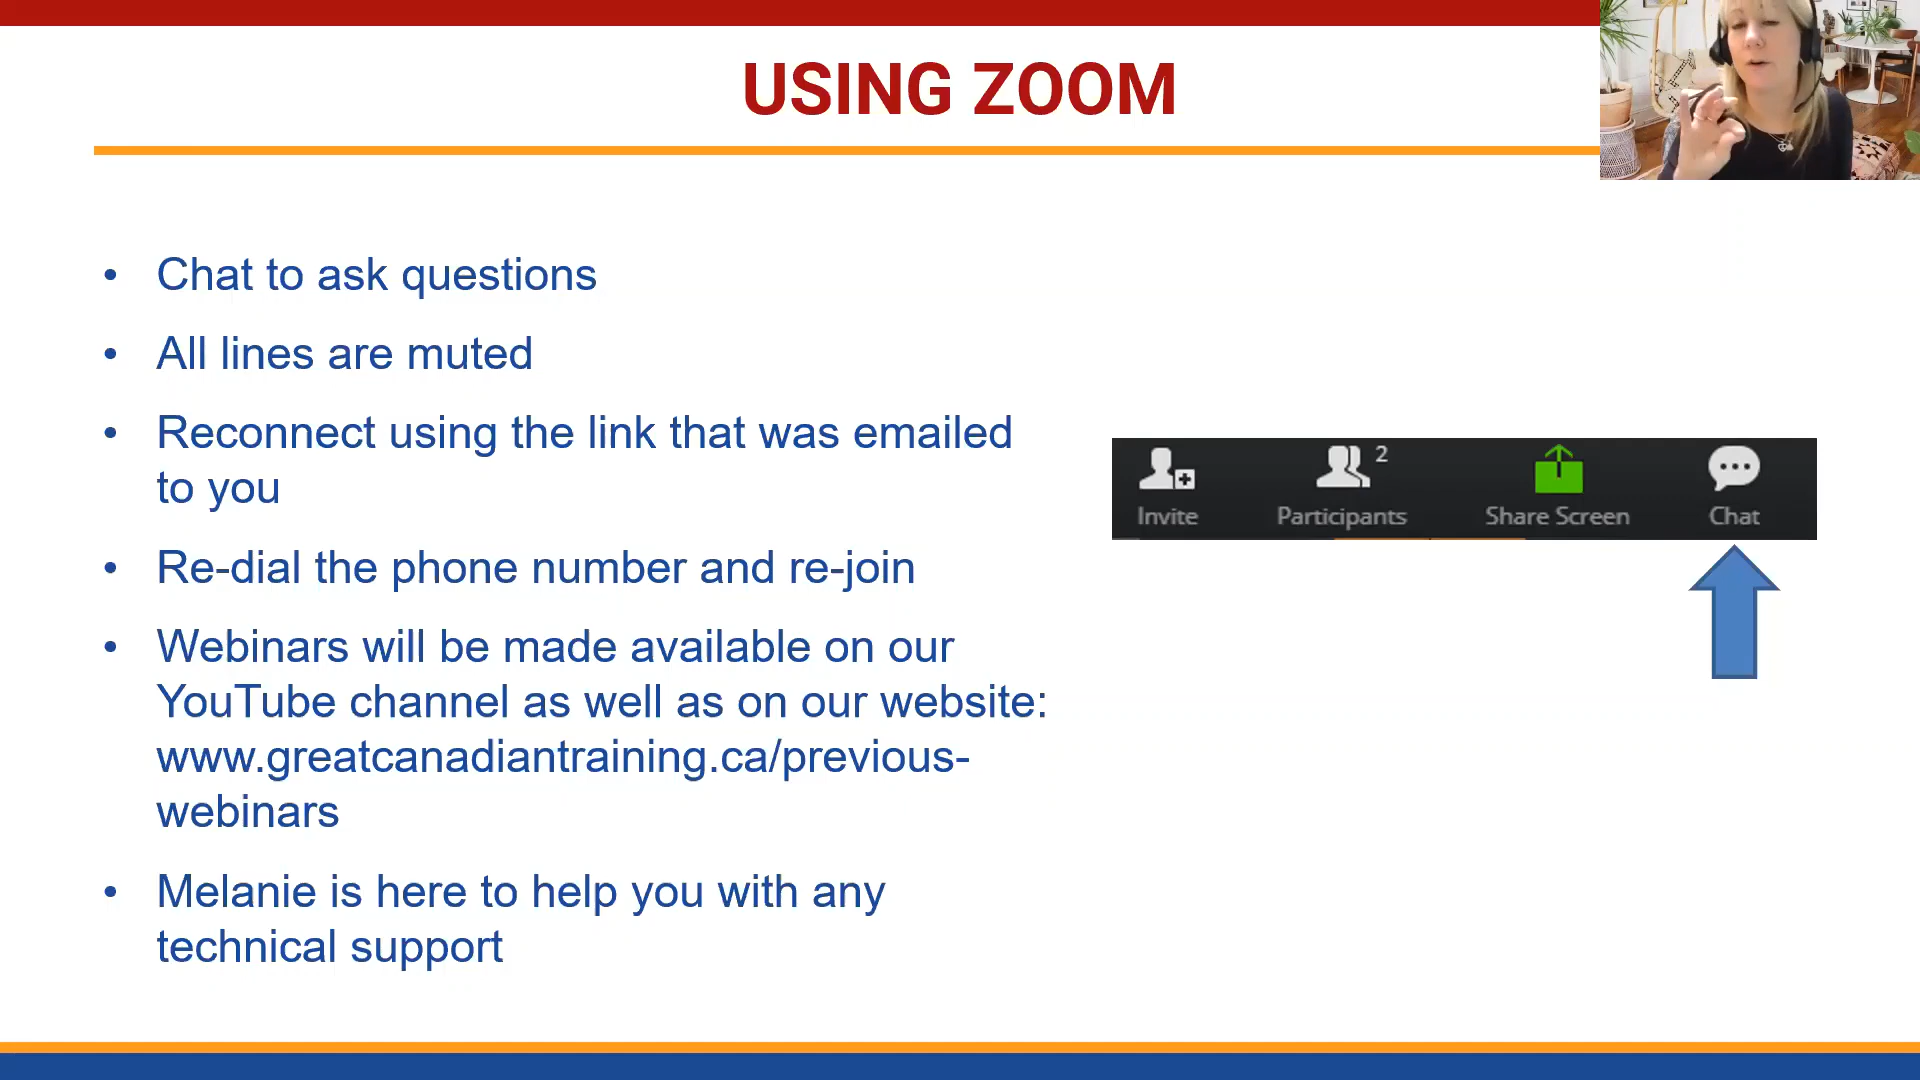 USING ZOOM
• Chat to ask questions
• All lines are muted
• Reconnect using the link that was emailed
to you
• Re-dial the phone number and re-join
• Webinars will be made available on our
YouTube channel as well as on our website:
www.greatcanadiantraining.ca/previous-
webinars
• Melanie is here to help you with any
technical support
2
Invite Participants Share Screen Chat